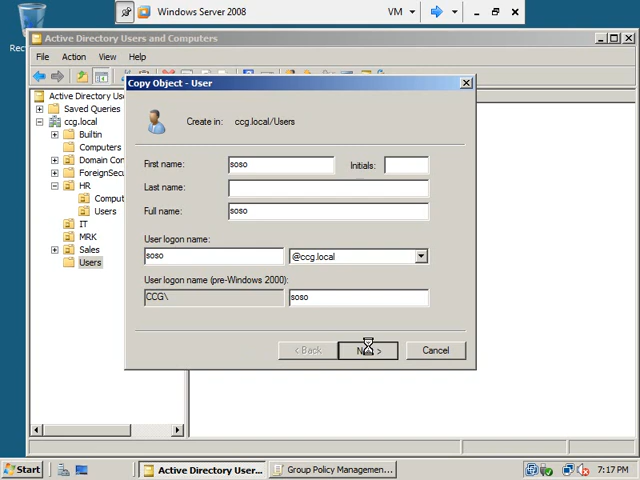 Windows Server 2008
VM
Recy
Active Directory Users and Computers
File Action View Help
Active Directory Use
Saved Queries
ccg.local
Builtin
Computers
Domain Con
ForeignSecu
HR
Comput
Users
IT
MRK
Sales
Users
Copy Object - User
Create in: ccg.local/Users
First name: soso Initials:
Last name:
Full name: soso
User logon name:
soso @ccg.local
User logon name (pre-Windows 2000):
CCG\ soso
< Back >
Cancel
Start
Active Directory User...
Group Policy Managemen...
7:17 PM